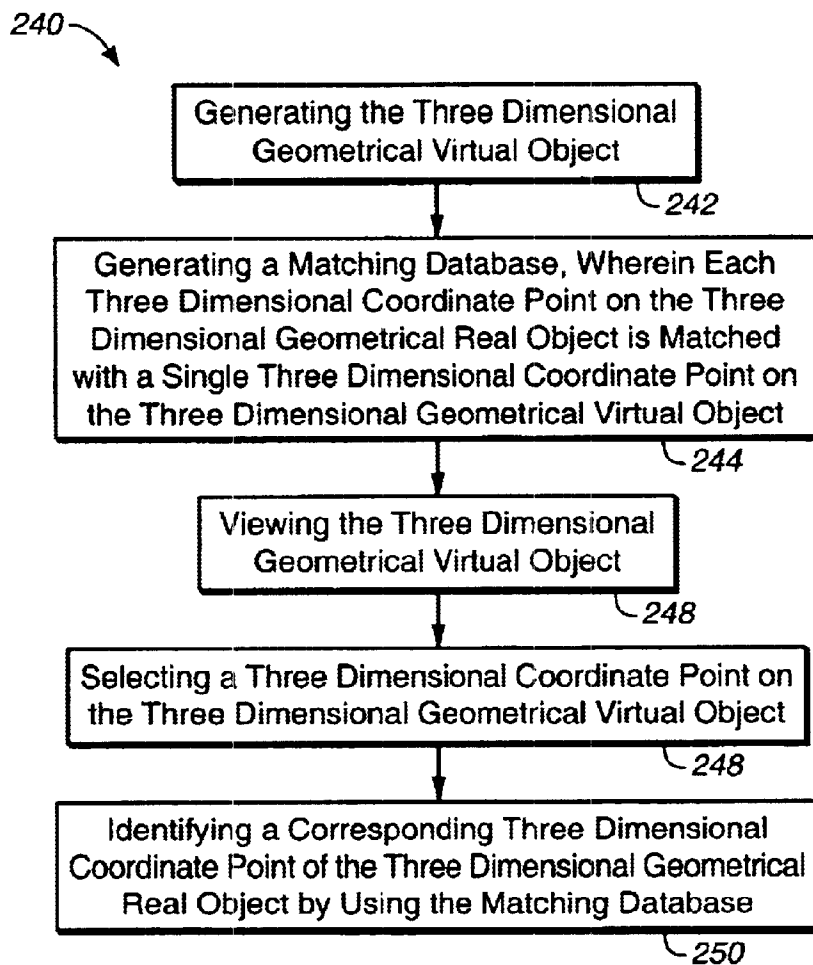 240
Generating the Three Dimensional
Geometrical Virtual Object
242
Generating a Matching Database, Wherein Each
Three Dimensional Coordinate Point on the Three
Dimensional Geometrical Real Object is Matched
with a Single Three Dimensional Coordinate Point on
the Three Dimensional Geometrical Virtual Object
244
Viewing the Three Dimensional
Geometrical Virtual Object
248
Selecting a Three Dimensional Coordinate Point on
the Three Dimensional Geometrical Virtual Object
248
Identifying a Corresponding Three Dimensional
Coordinate Point of the Three Dimensional Geometrical
Real Object by Using the Matching Database
250